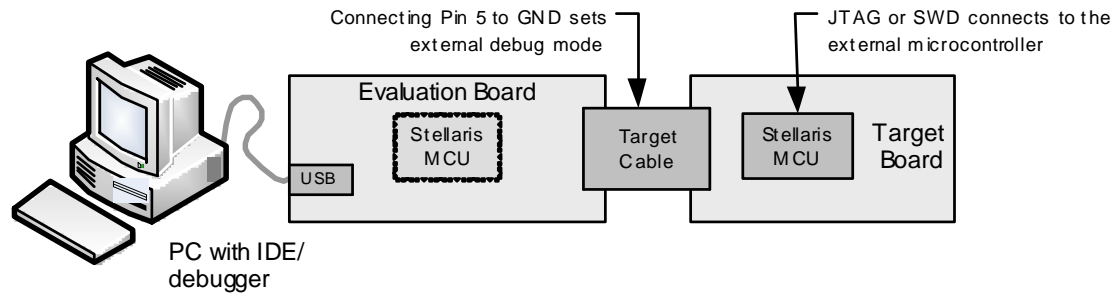 Connecting Pin 5 to GND sets
external debug mode
JTAG or SWD connects to the
external microcontroller
Evaluation Board
Stellaris
MCU
USB
Target
Cable
Stellaris
MCU
Target
Board
PC with IDE/
debugger